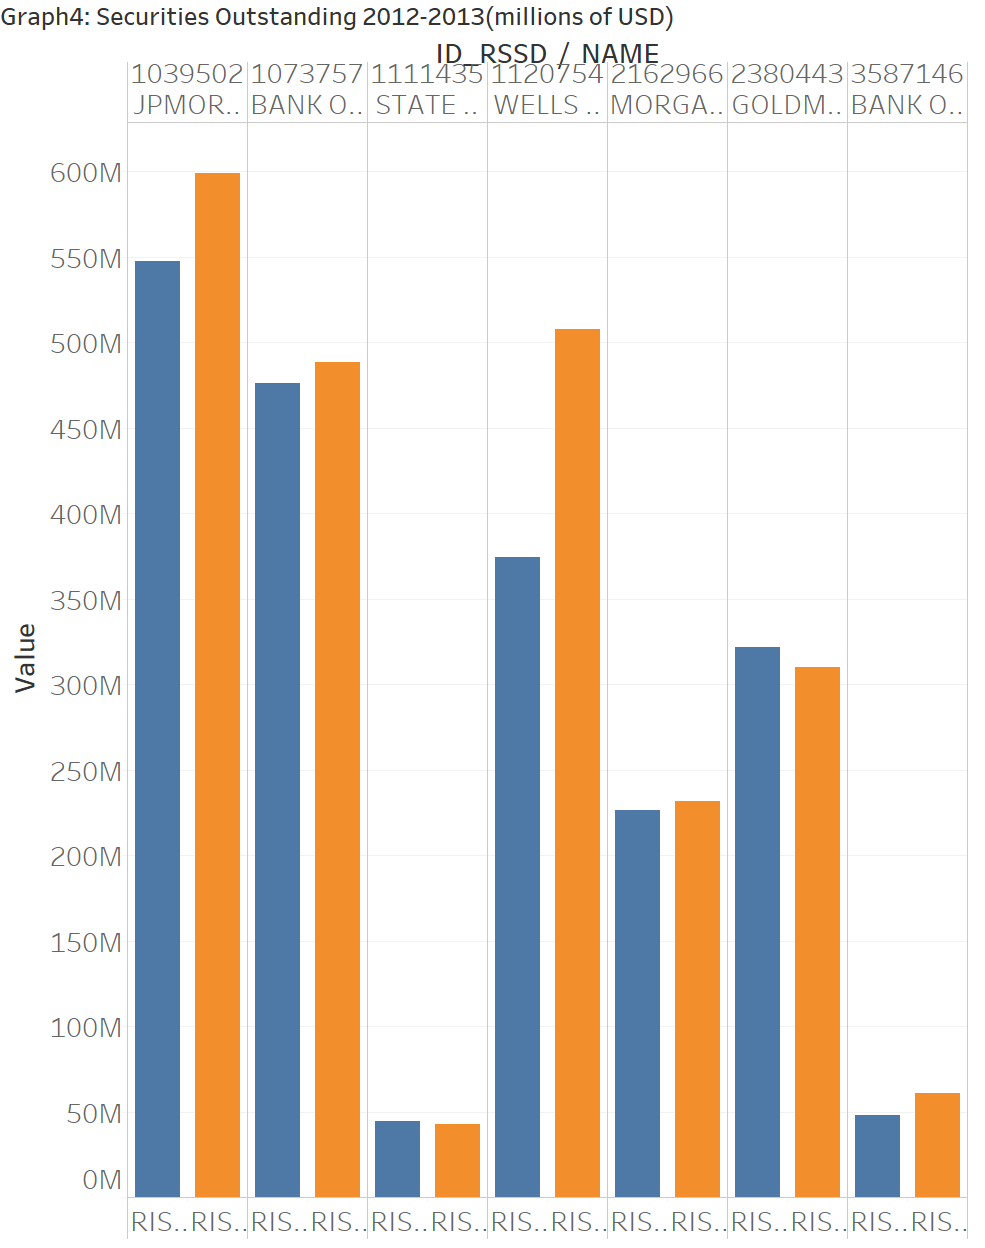 Graph4: Securities Outstanding 2012-2013(millions of USD)
ID_RSSD / NAME
1039502 1073757 1111435 1120754 2162966 2380443 3587146
JPMOR.. BANK O.. STATE .. WELLS .. MORGA.. GOLDM.. BANK O..
600M
550M
500M
450M
400M
350M
300M
250M
200M
150M
100M
50M
0M
Value
RIS.. RIS.. RIS.. RIS.. RIS.. RIS.. RIS.. RIS.. RIS.. RIS.. RIS.. RIS.. RIS.. RIS..